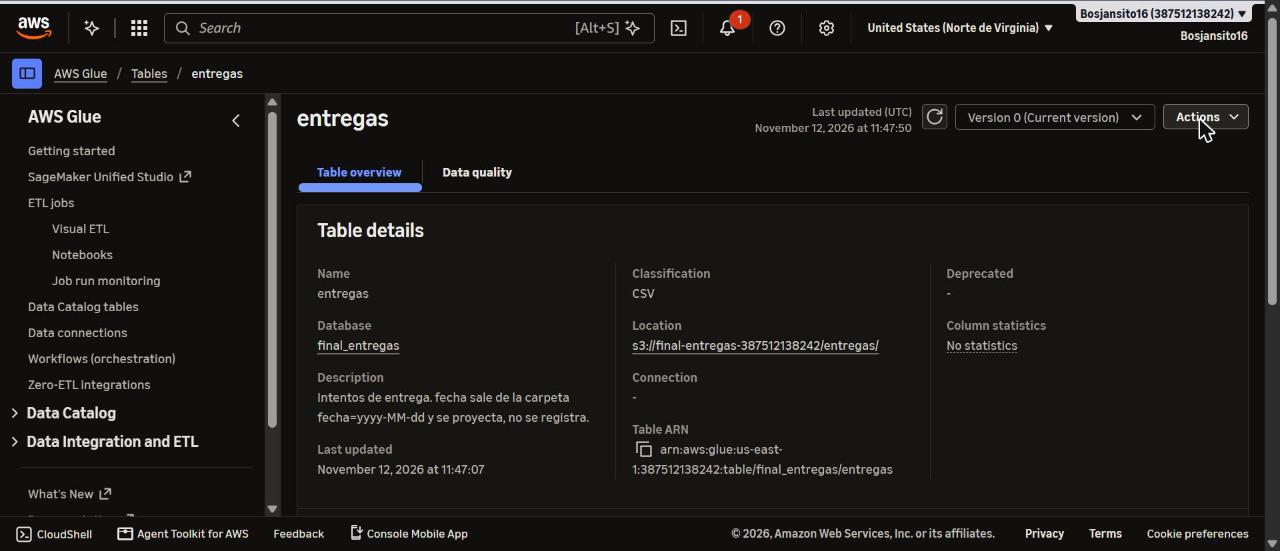 aws
Search
[Alt+S]
1
United States (Norte de Virginia)
Bosjansito16 (387512138242)
Bosjansito16
AWS Glue / Tables / entregas
AWS Glue
Getting started
SageMaker Unified Studio
ETL jobs
Visual ETL
Notebooks
Job run monitoring
Data Catalog tables
Data connections
Workflows (orchestration)
Zero-ETL integrations
Data Catalog
Data Integration and ETL
What's New
entregas
Last updated (UTC)
November 12, 2026 at 11:47:50
Version 0 (Current version)
Actions
Table overview
Data quality
Table details
Name
entregas
Database
final_entregas
Description
Intentos de entrega. fecha sale de la carpeta
fecha=yyyy-MM-dd y se proyecta, no se registra.
Last updated
November 12, 2026 at 11:47:07
Classification
CSV
Location
s3://final-entregas-387512138242/entregas/
Connection
-
Table ARN
arn:aws:glue:us-east-
1:387512138242:table/final_entregas/entregas
Deprecated
-
Column statistics
No statistics
CloudShell
Agent Toolkit for AWS
Feedback
Console Mobile App
© 2026, Amazon Web Services, Inc. or its affiliates.
Privacy
Terms
Cookie preferences